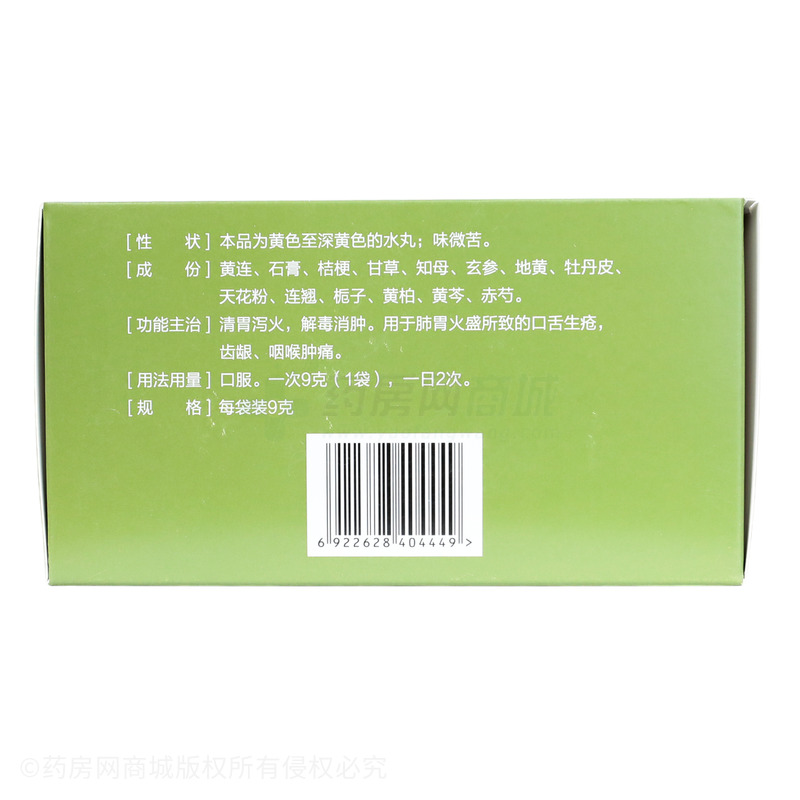 [性 状] 本品为黄色至深黄色的水丸；味微苦。
[成 份] 黄连、石膏、桔梗、甘草、知母、玄参、地黄、牡丹皮、
天花粉、连翘、栀子、黄柏、黄芩、赤芍。
[功能主治] 清胃泻火，解毒消肿。用于肺胃火盛所致的口舌生疮，
齿龈、咽喉肿痛。
[用法用量] 口服。一次9克（1袋），一日2次。
[规 格] 每袋装9克
药房网商城
6 922628 404449 >
©药房网商城版权所有侵权必究